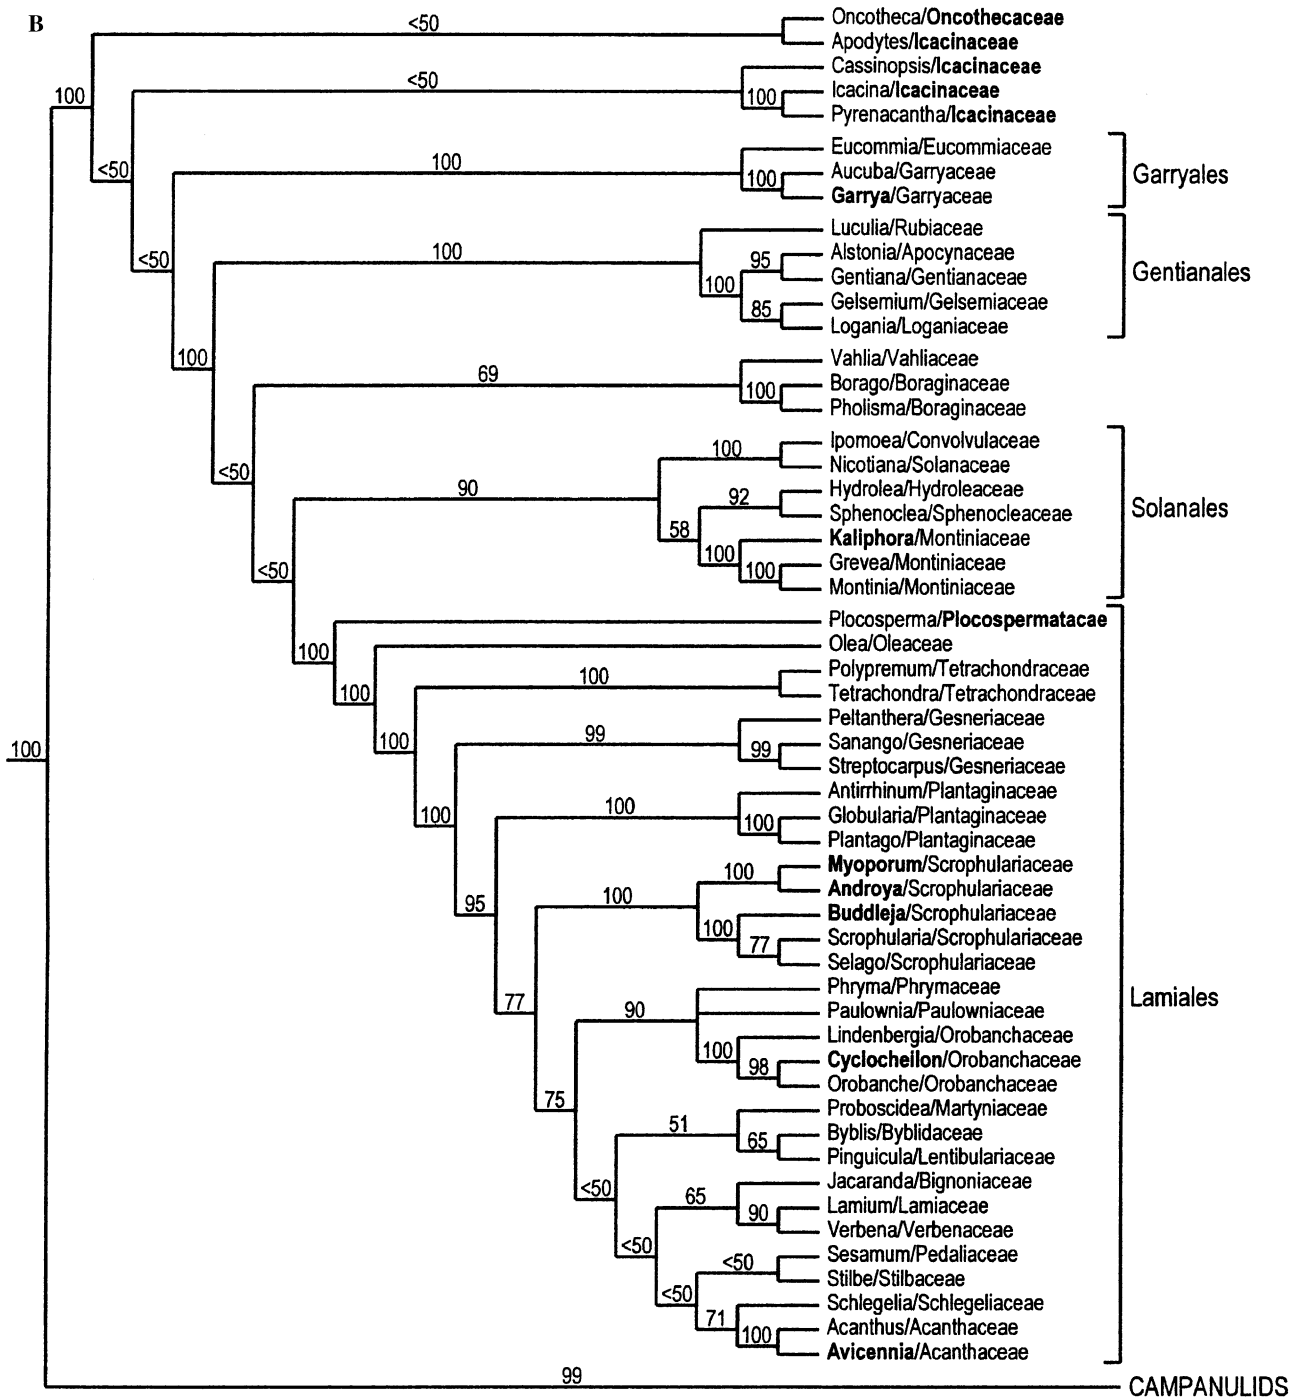 B
<50
Oncotheca/Oncothecaceae
Apodytes/Icacinaceae
100
<50
Cassinopsis/Icacinaceae
100
Icacina/Icacinaceae
Pyrenacantha/Icacinaceae
<50
100
Eucommia/Eucommiaceae
100
Aucuba/Garryaceae
Garrya/Garryaceae
Garryales
<50
100
Luculia/Rubiaceae
95
Alstonia/Apocynaceae
Gentiana/Gentianaceae
100
85
Gelsemium/Gelsemiaceae
Logania/Loganiaceae
Gentianales
100
69
Vahlia/Vahliaceae
100
Borago/Boraginaceae
Pholisma/Boraginaceae
<50
90
100
Ipomoea/Convolvulaceae
Nicotiana/Solanaceae
92
Hydrolea/Hydroleaceae
Sphenoclea/Sphenocleaceae
58
100
Kaliphora/Montiniaceae
100
Grevea/Montiniaceae
Montinia/Montiniaceae
Solanales
<50
Plocosperma/Plocospermatacae
100
Olea/Oleaceae
100
100
Polypremum/Tetrachondraceae
Tetrachondra/Tetrachondraceae
100
99
Peltanthera/Gesneriaceae
99
Sanango/Gesneriaceae
Streptocarpus/Gesneriaceae
100
100
100
Antirrhinum/Plantaginaceae
100
Globularia/Plantaginaceae
Plantago/Plantaginaceae
95
100
100
Myoporum/Scrophulariaceae
Androya/Scrophulariaceae
100
Buddleja/Scrophulariaceae
77
Scrophularia/Scrophulariaceae
Selago/Scrophulariaceae
77
90
Phryma/Phrymaceae
Paulownia/Paulowniaceae
100
Lindenbergia/Orobanchaceae
98
Cyclocheilon/Orobanchaceae
Orobanche/Orobanchaceae
Lamiales
75
51
Proboscidea/Martyniaceae
65
Byblis/Byblidaceae
Pinguicula/Lentibulariaceae
<50
65
Jacaranda/Bignoniaceae
90
Lamium/Lamiaceae
Verbena/Verbenaceae
<50
<50
Sesamum/Pedaliaceae
Stilbe/Stilbaceae
<50
71
Schlegelia/Schlegeliaceae
100
Acanthus/Acanthaceae
Avicennia/Acanthaceae
99
CAMPANULIDS